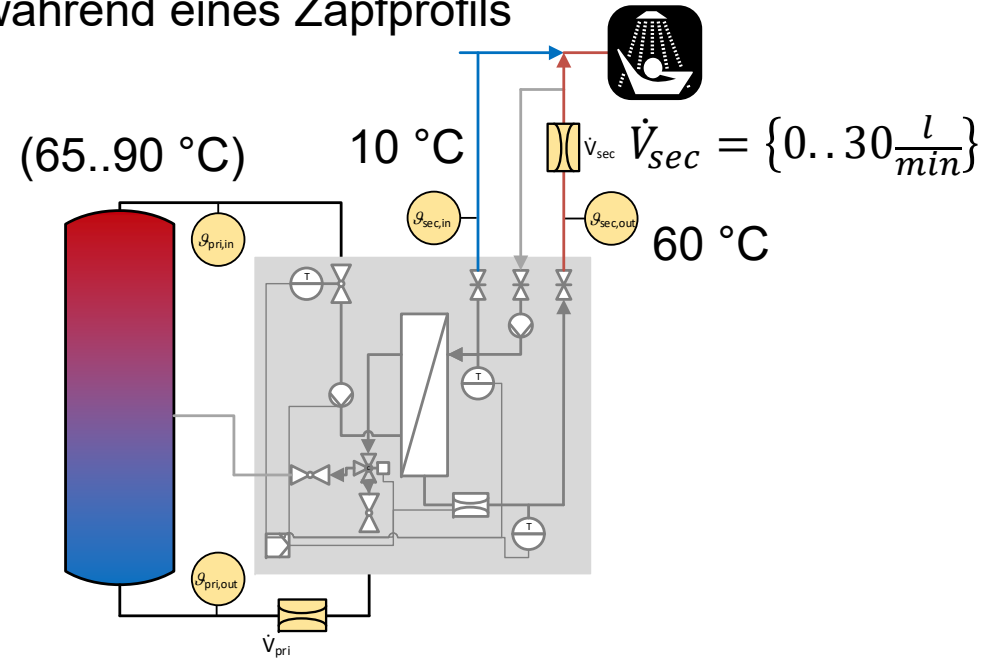 während eines Zapfprofils
(65..90 °C)
10 °C
V̇sec
V̇sec = {0..30 l/min}
ϑpri,in
ϑsec,in
ϑsec,out
60 °C
T
T
T
ϑpri,out
V̇pri